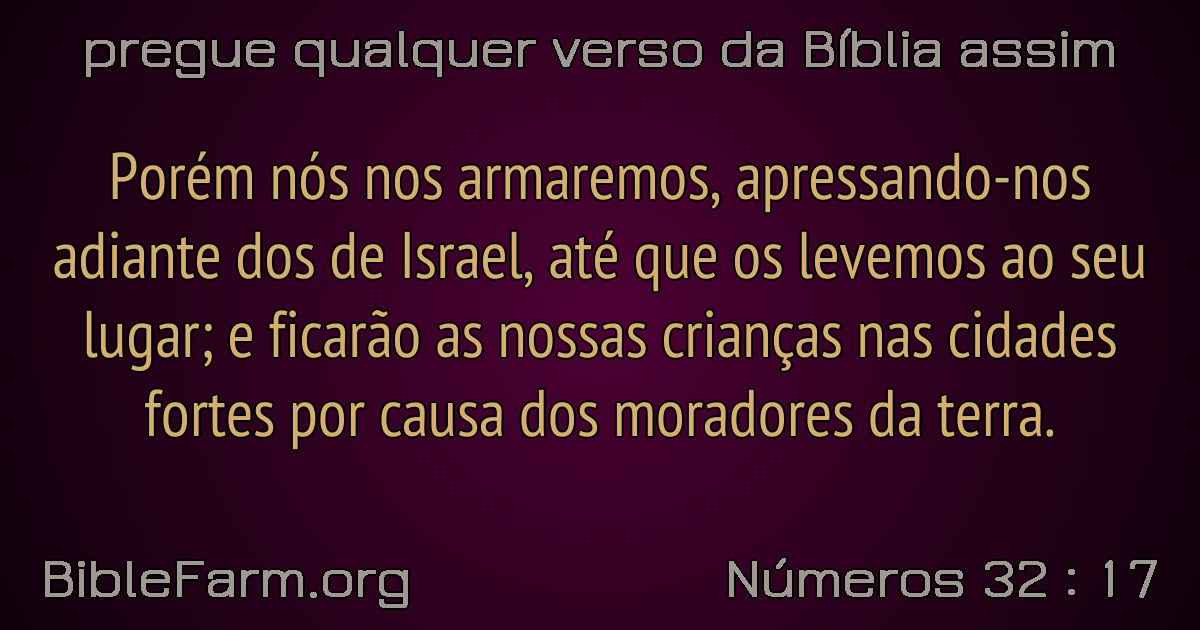 pregue qualquer verso da Bíblia assim
Porém nós nos armaremos, apressando-nos
adiante dos de Israel, até que os levemos ao seu
lugar; e ficarão as nossas crianças nas cidades
fortes por causa dos moradores da terra.
BibleFarm.org
Números 32 : 17